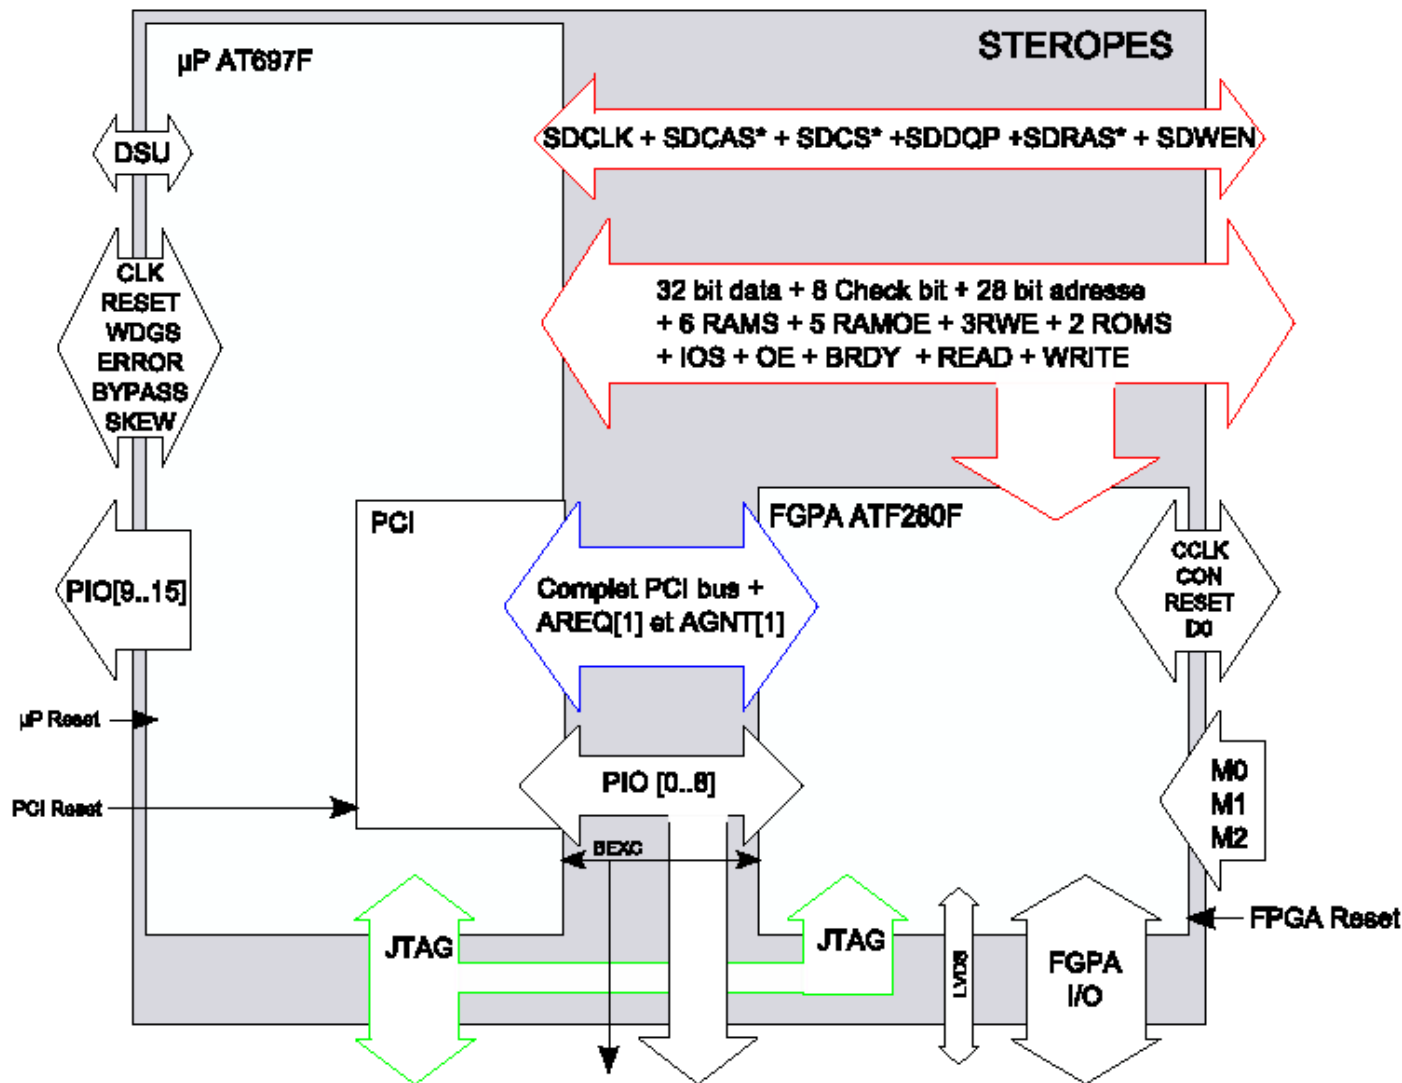 STEROPES
µP AT697F
SDCLK + SDCAS* + SDCS* +SDDQP +SDRAS* + SDWEN
DSU
CLK
RESET
WDGS
ERROR
BYPASS
SKEW
32 bit data + 8 Check bit + 28 bit adresse
+ 6 RAMS + 5 RAMOE + 3RWE + 2 ROMS
+ IOS + OE + BRDY + READ + WRITE
PCI
FGPA ATF280F
CCLK
CON
RESET
D0
PIO[9..15]
Complet PCI bus +
AREQ[1] et AGNT[1]
µP Reset
PIO [0..8]
M0
M1
M2
PCI Reset
BEXC
FPGA Reset
JTAG
JTAG
LVDS
FGPA
I/O